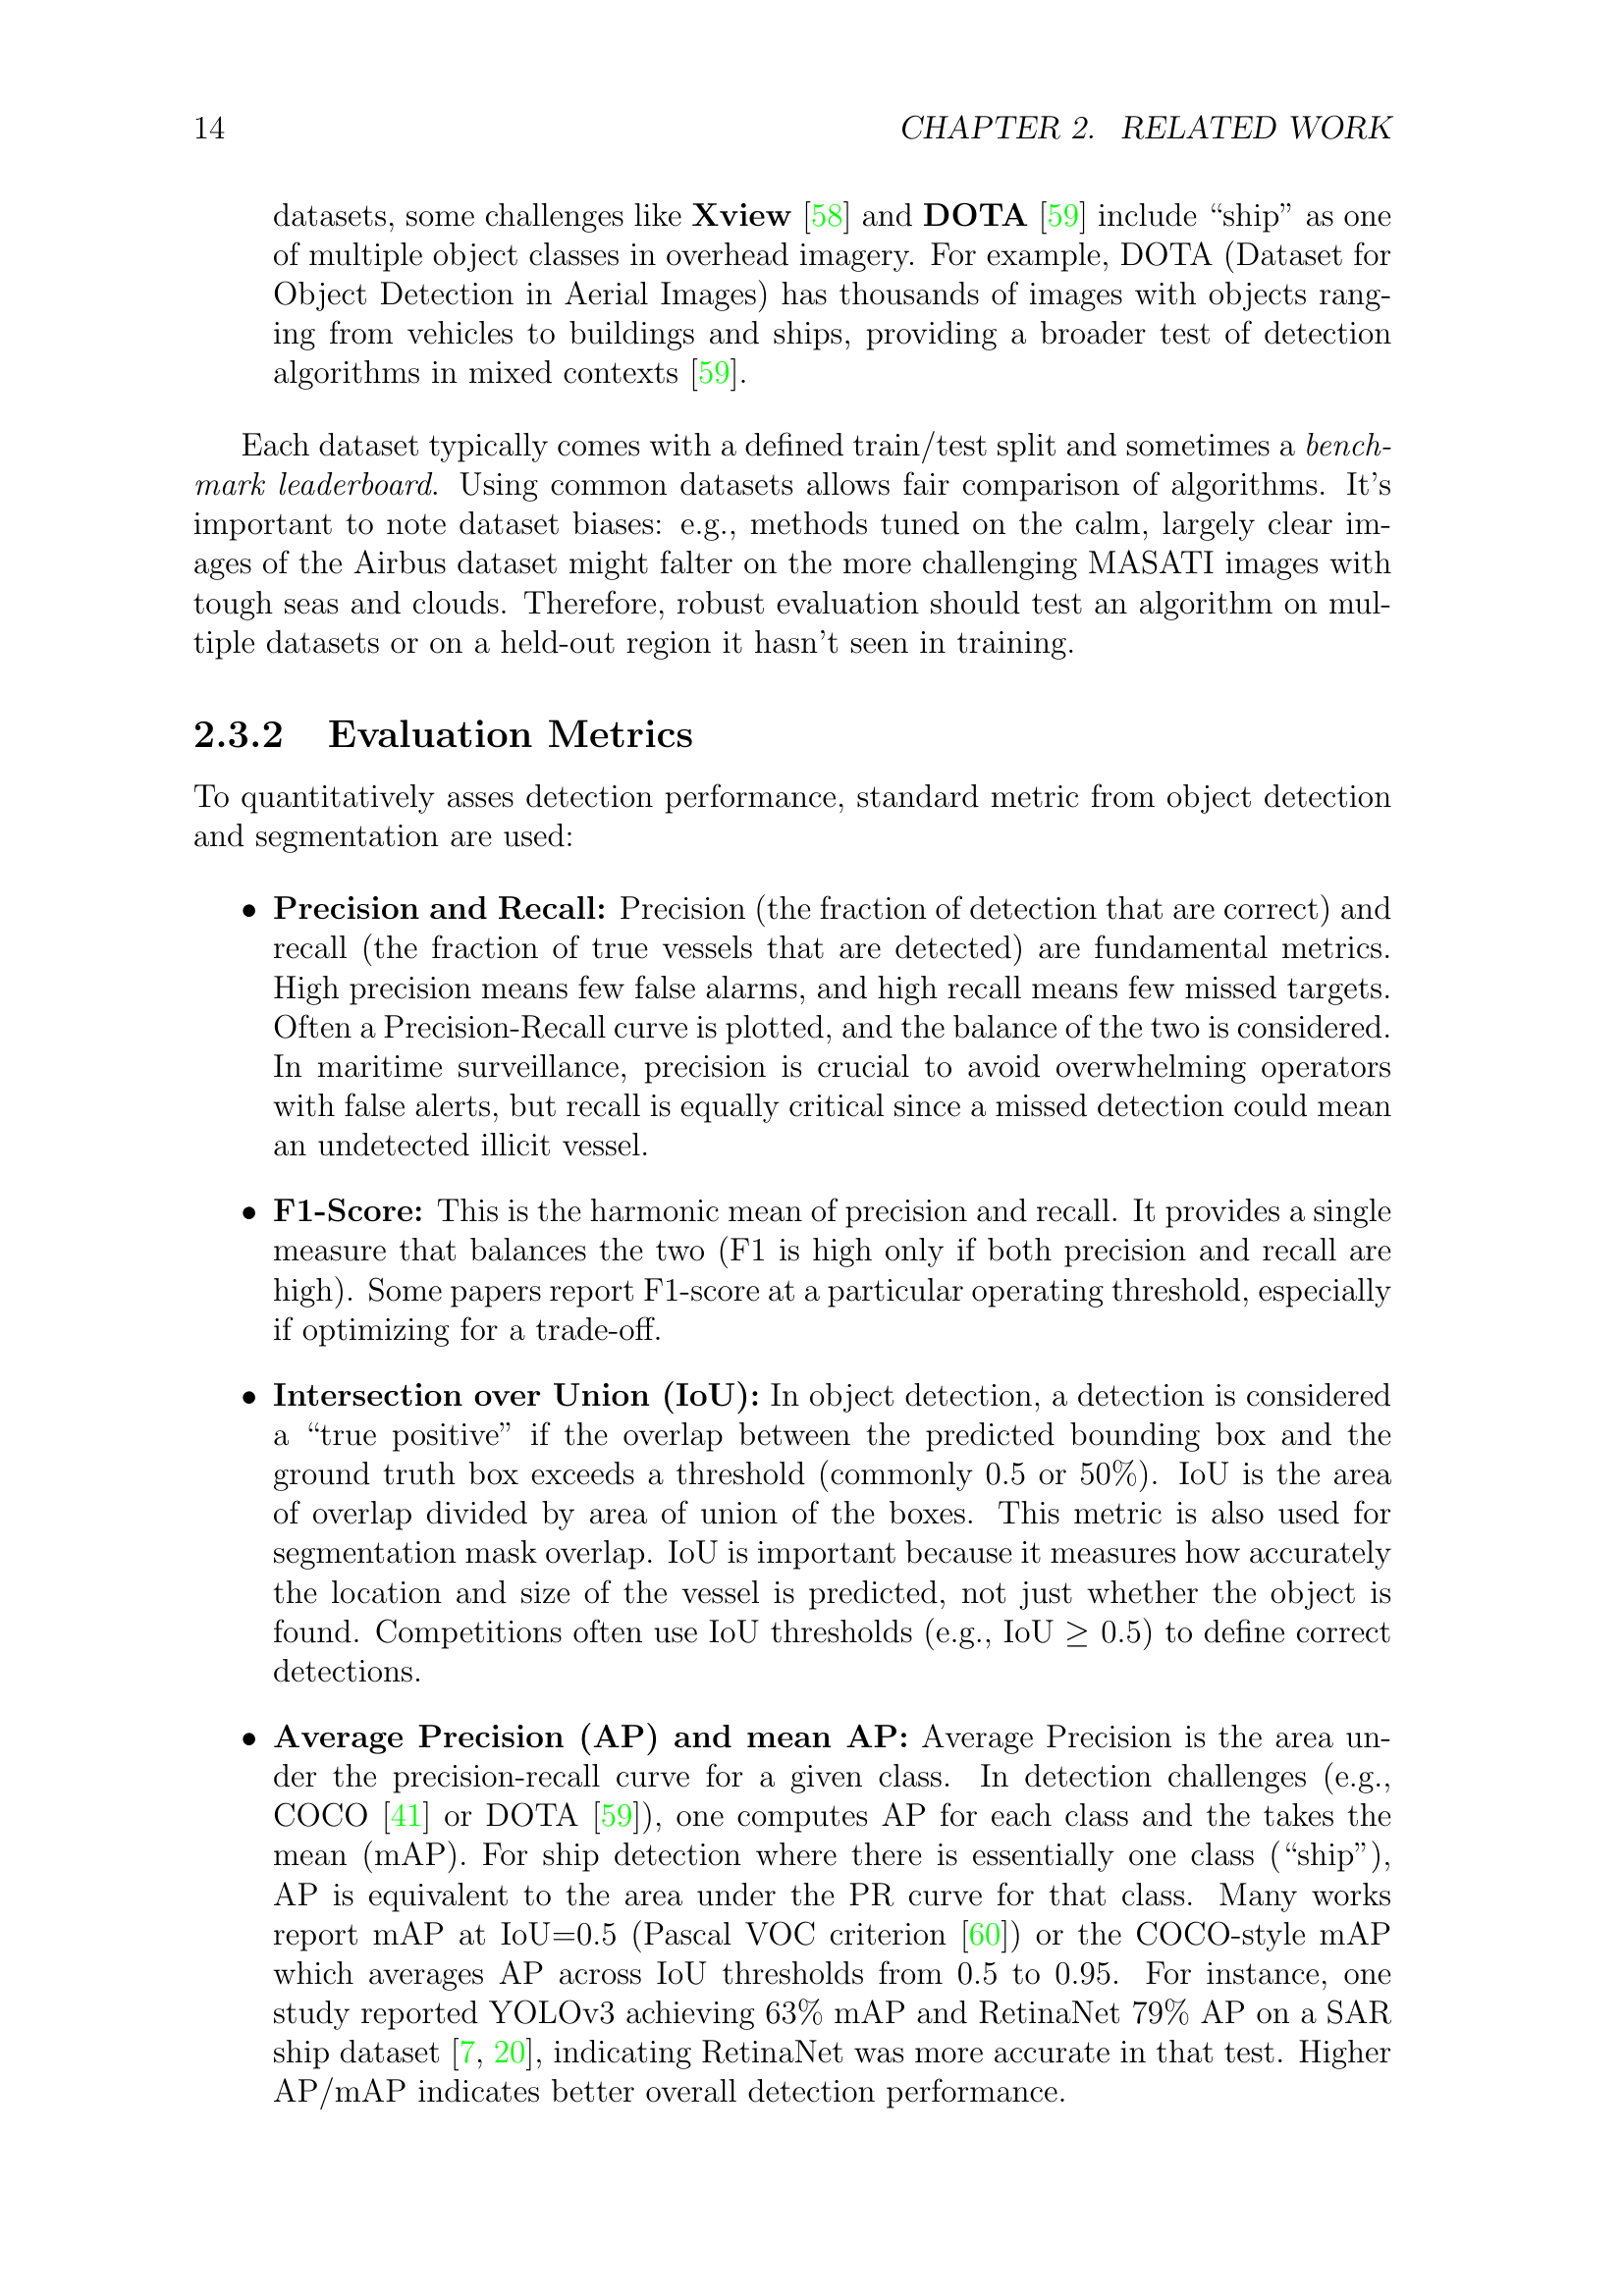 14 CHAPTER 2. RELATED WORK
datasets, some challenges like Xview [58] and DOTA [59] include “ship” as one
of multiple object classes in overhead imagery. For example, DOTA (Dataset for
Object Detection in Aerial Images) has thousands of images with objects rang-
ing from vehicles to buildings and ships, providing a broader test of detection
algorithms in mixed contexts [59].
Each dataset typically comes with a defined train/test split and sometimes a bench-
mark leaderboard. Using common datasets allows fair comparison of algorithms. It’s
important to note dataset biases: e.g., methods tuned on the calm, largely clear im-
ages of the Airbus dataset might falter on the more challenging MASATI images with
tough seas and clouds. Therefore, robust evaluation should test an algorithm on mul-
tiple datasets or on a held-out region it hasn’t seen in training.
2.3.2 Evaluation Metrics
To quantitatively asses detection performance, standard metric from object detection
and segmentation are used:
• Precision and Recall: Precision (the fraction of detection that are correct) and
recall (the fraction of true vessels that are detected) are fundamental metrics.
High precision means few false alarms, and high recall means few missed targets.
Often a Precision-Recall curve is plotted, and the balance of the two is considered.
In maritime surveillance, precision is crucial to avoid overwhelming operators
with false alerts, but recall is equally critical since a missed detection could mean
an undetected illicit vessel.
• F1-Score: This is the harmonic mean of precision and recall. It provides a single
measure that balances the two (F1 is high only if both precision and recall are
high). Some papers report F1-score at a particular operating threshold, especially
if optimizing for a trade-off.
• Intersection over Union (IoU): In object detection, a detection is considered
a “true positive” if the overlap between the predicted bounding box and the
ground truth box exceeds a threshold (commonly 0.5 or 50%). IoU is the area
of overlap divided by area of union of the boxes. This metric is also used for
segmentation mask overlap. IoU is important because it measures how accurately
the location and size of the vessel is predicted, not just whether the object is
found. Competitions often use IoU thresholds (e.g., IoU ≥ 0.5) to define correct
detections.
• Average Precision (AP) and mean AP: Average Precision is the area un-
der the precision-recall curve for a given class. In detection challenges (e.g.,
COCO [41] or DOTA [59]), one computes AP for each class and the takes the
mean (mAP). For ship detection where there is essentially one class (“ship”),
AP is equivalent to the area under the PR curve for that class. Many works
report mAP at IoU=0.5 (Pascal VOC criterion [60]) or the COCO-style mAP
which averages AP across IoU thresholds from 0.5 to 0.95. For instance, one
study reported YOLOv3 achieving 63% mAP and RetinaNet 79% AP on a SAR
ship dataset [7, 20], indicating RetinaNet was more accurate in that test. Higher
AP/mAP indicates better overall detection performance.